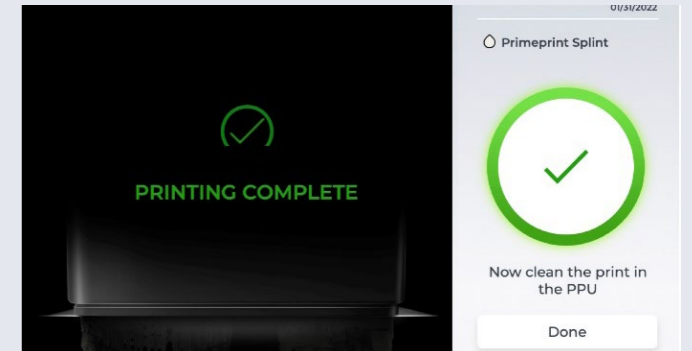 01/31/2022
Primeprint Splint
PRINTING COMPLETE
Now clean the print in
the PPU
Done